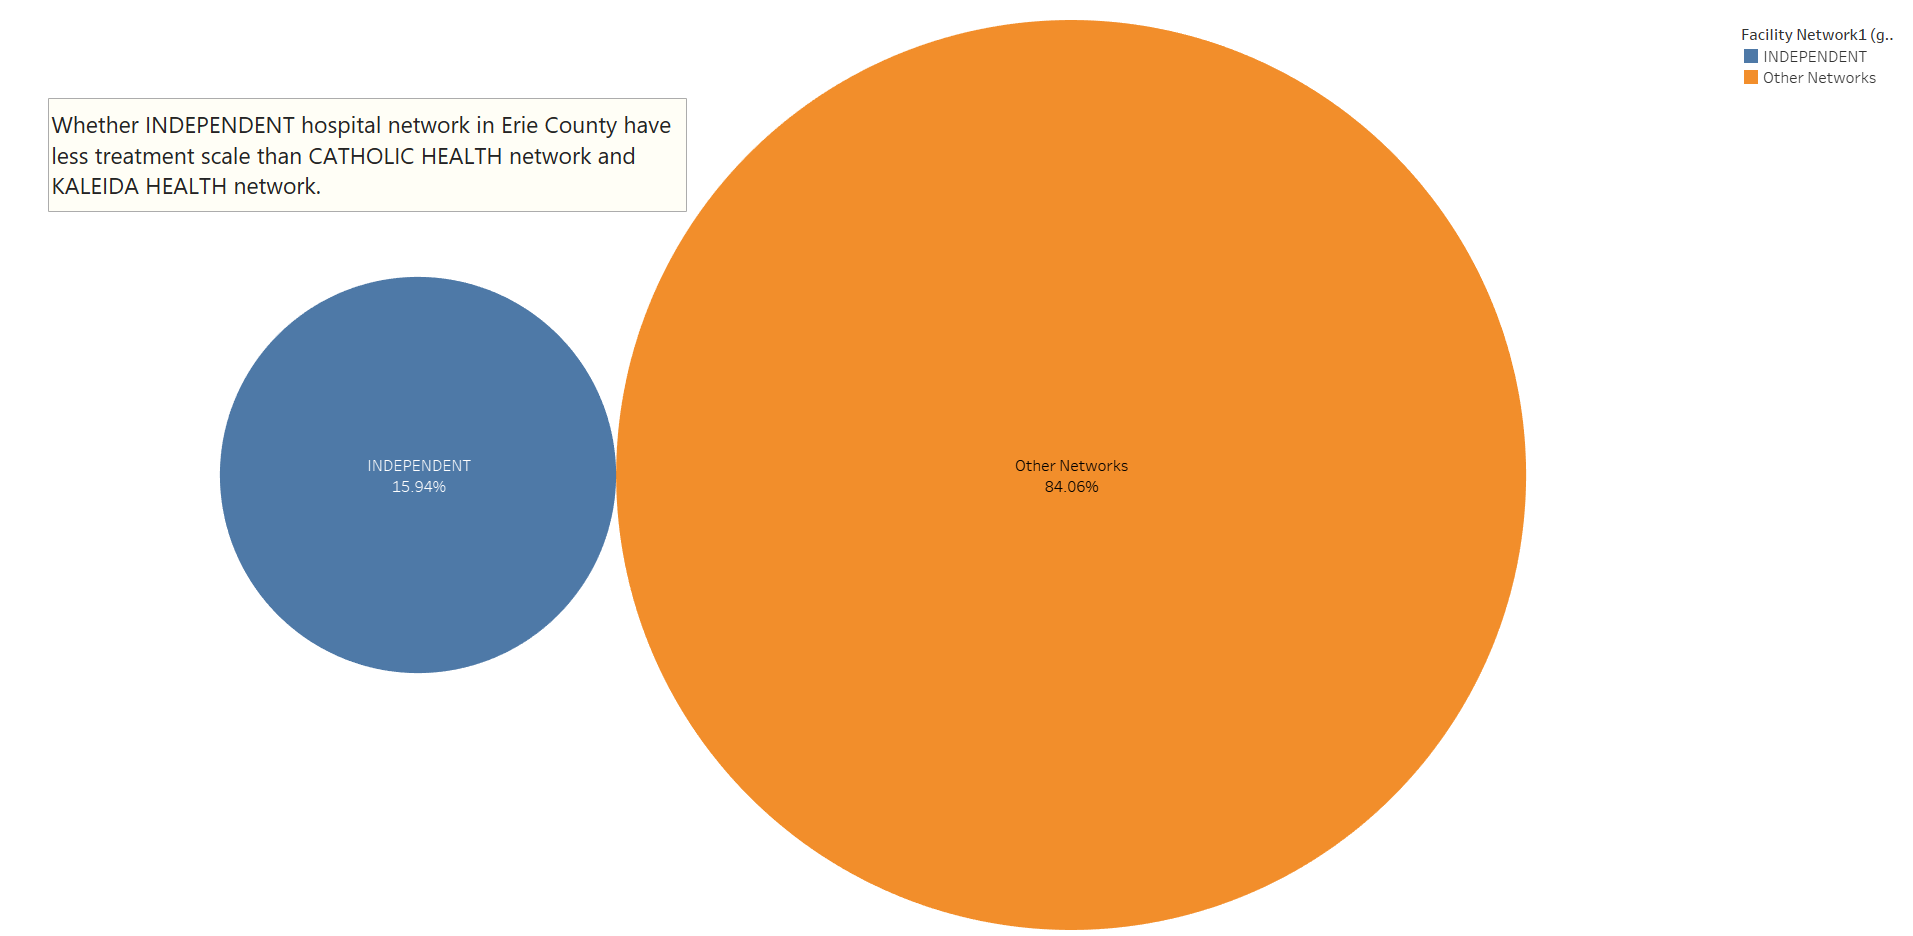 Facility Network1 (g..
INDEPENDENT
Other Networks
Whether INDEPENDENT hospital network in Erie County have
less treatment scale than CATHOLIC HEALTH network and
KALEIDA HEALTH network.
INDEPENDENT
15.94%
Other Networks
84.06%